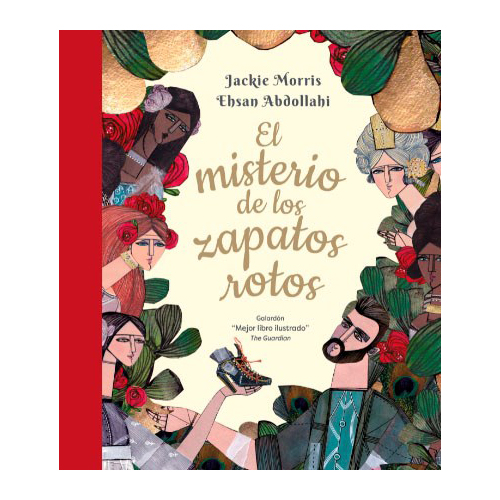 Jackie Morris
Ehsan Abdollahi
El
misterio
de los
zapatos
rotos
Galardón
"Mejor libro ilustrado"
The Guardian